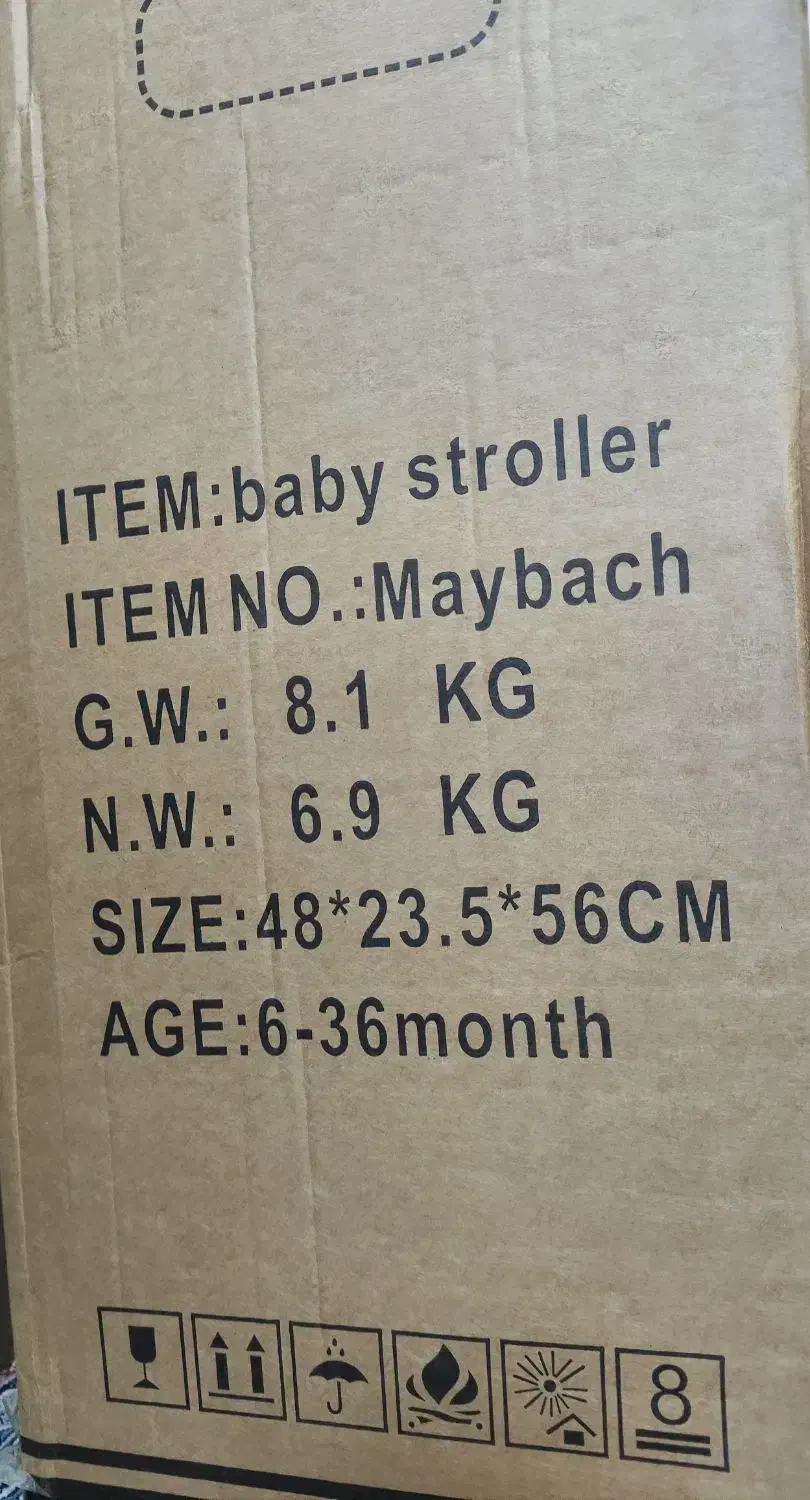 ITEM:baby stroller
ITEM NO.:Maybach
G.W.: 8.1 KG
N.W.: 6.9 KG
SIZE:48*23.5*56CM
AGE:6-36month
8